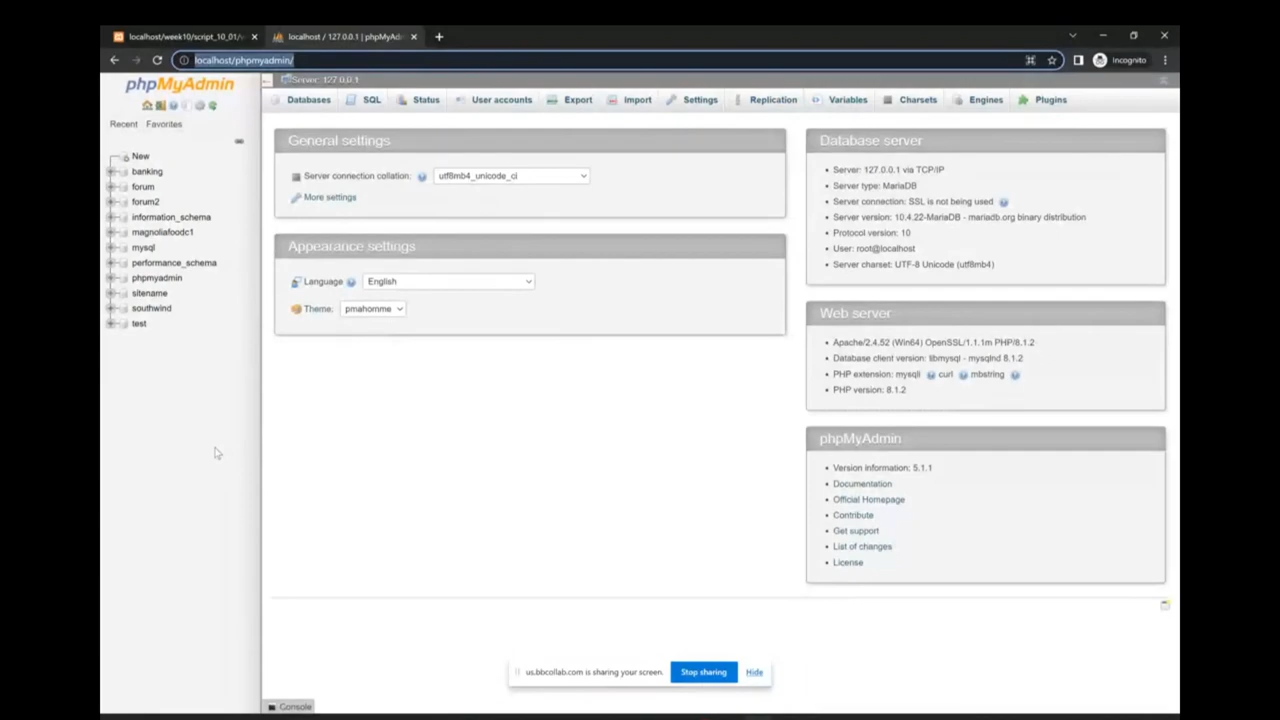 localhost/week10/script_10_01/
localhost / 127.0.0.1 | phpMyAd
localhost/phpmyadmin/
Incognito
phpMyAdmin
Recent Favorites
New
banking
forum
forum2
information_schema
magnoliafoodc1
mysql
performance_schema
phpmyadmin
sitename
southwind
test
Server: 127.0.0.1
Databases SQL Status User accounts Export Import Settings Replication Variables Charsets Engines Plugins
General settings
Server connection collation: utf8mb4_unicode_ci
More settings
Appearance settings
Language English
Theme: pmahomme
Database server
• Server: 127.0.0.1 via TCP/IP
• Server type: MariaDB
• Server connection: SSL is not being used
• Server version: 10.4.22-MariaDB - mariadb.org binary distribution
• Protocol version: 10
• User: root@localhost
• Server charset: UTF-8 Unicode (utf8mb4)
Web server
• Apache/2.4.52 (Win64) OpenSSL/1.1.1m PHP/8.1.2
• Database client version: libmysql - mysqlnd 8.1.2
• PHP extension: mysqli curl mbstring
• PHP version: 8.1.2
phpMyAdmin
• Version information: 5.1.1
• Documentation
• Official Homepage
• Contribute
• Get support
• List of changes
• License
us.bbcollab.com is sharing your screen. Stop sharing Hide
Console